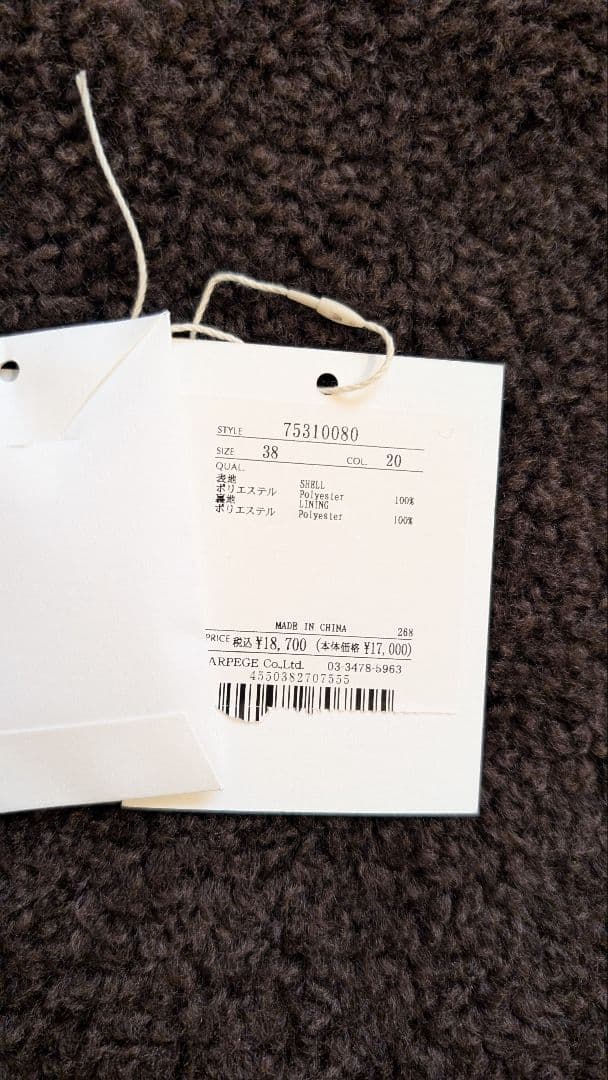 STYLE 75310080
SIZE 38 COL. 20
QUAL.
表地 SHELL
ポリエステル Polyester 100%
裏地 LINING
ポリエステル Polyester 100%
MADE IN CHINA 268
PRICE 税込 ¥18,700 (本体価格 ¥17,000)
ARPEGE Co.,Ltd. 03-3478-5963
4550382707555